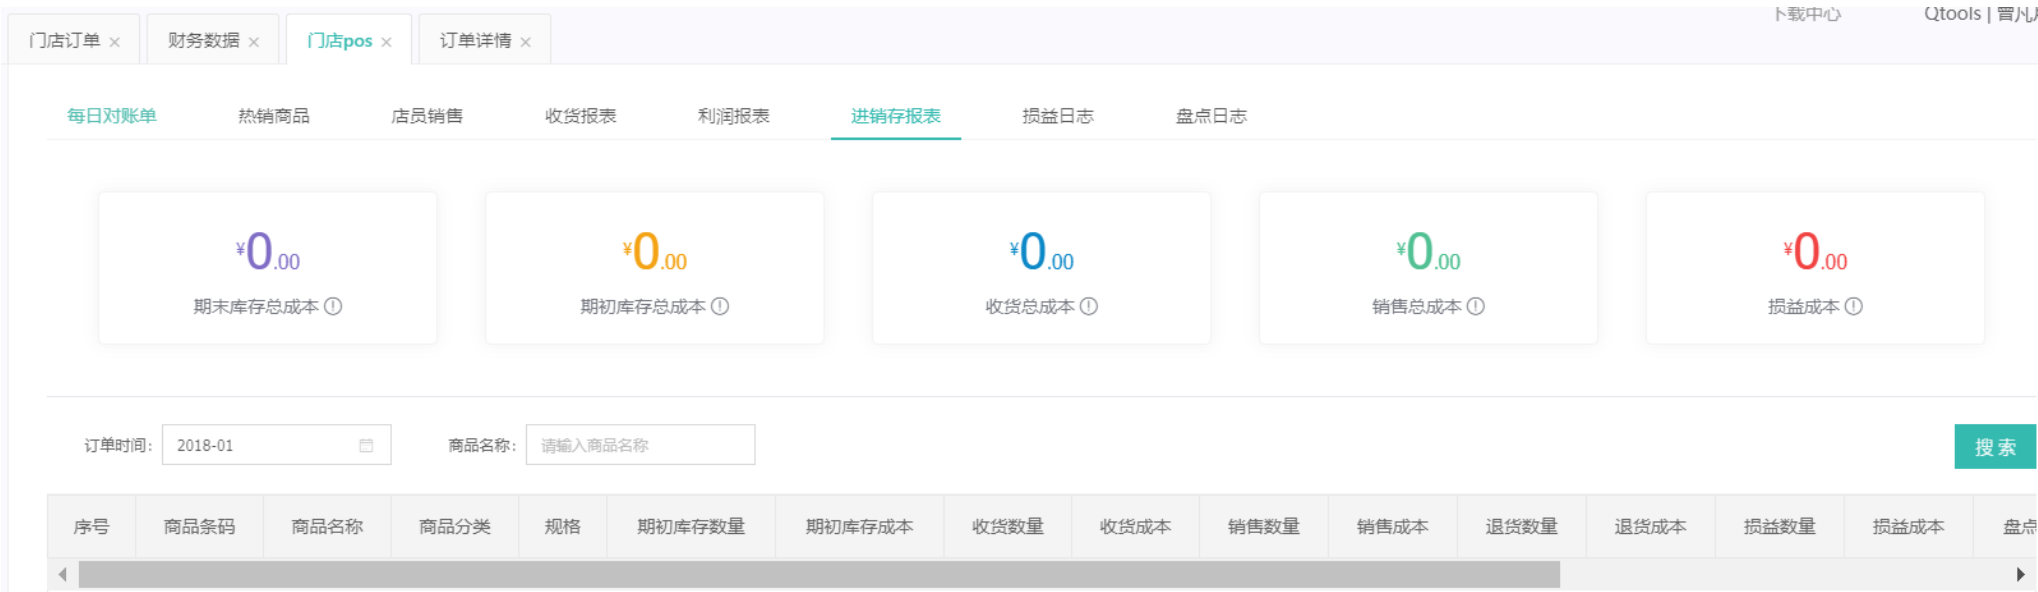 下载中心 Qtools | 曾凡
门店订单 × 财务数据 × 门店pos × 订单详情 ×
每日对账单 热销商品 店员销售 收货报表 利润报表 进销存报表 损益日志 盘点日志
¥0.00 ¥0.00 ¥0.00 ¥0.00 ¥0.00
期末库存总成本 期初库存总成本 收货总成本 销售总成本 损益成本
订单时间: 2018-01 商品名称: 请输入商品名称 搜索
序号 商品条码 商品名称 商品分类 规格 期初库存数量 期初库存成本 收货数量 收货成本 销售数量 销售成本 退货数量 退货成本 损益数量 损益成本 盘点